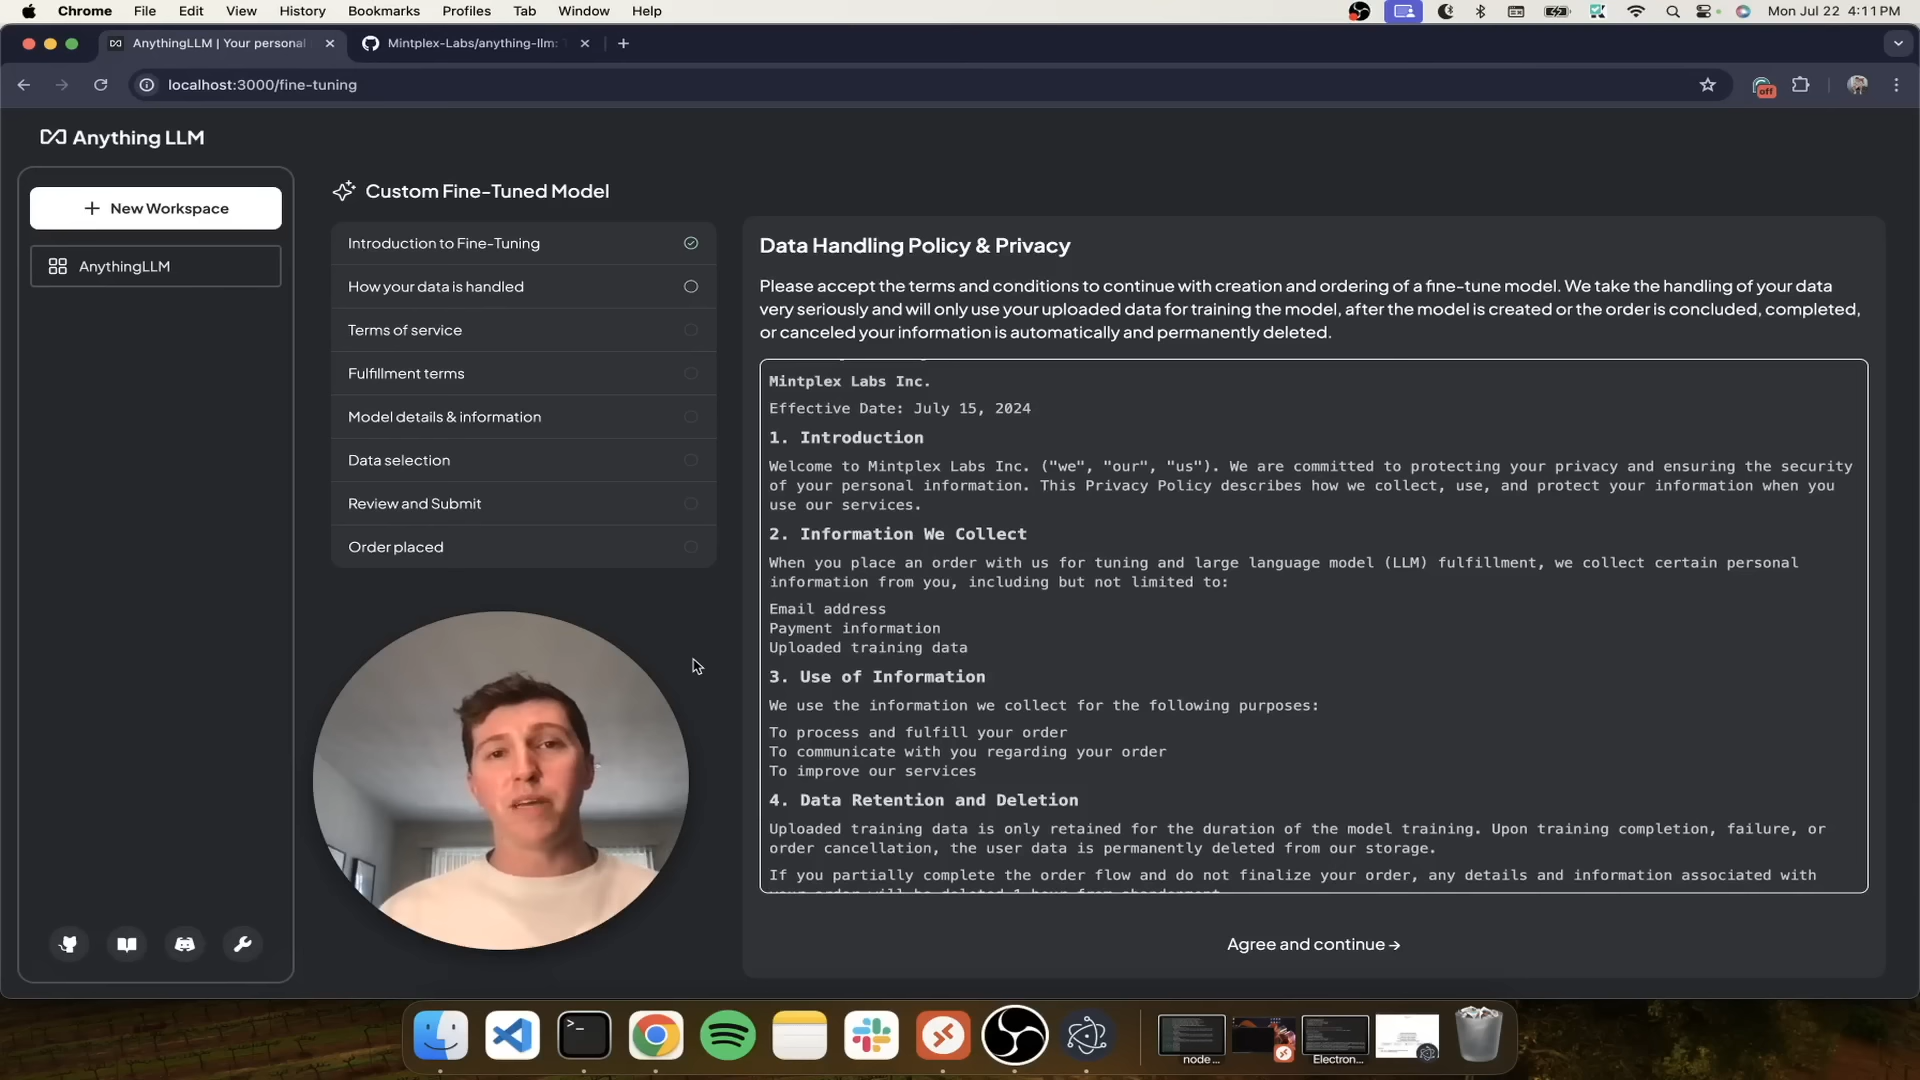 Chrome File Edit View History Bookmarks Profiles Tab Window Help
Mon Jul 22 4:11 PM
AnythingLLM | Your personal
Mintplex-Labs/anything-llm:
localhost:3000/fine-tuning
off
Anything LLM
New Workspace
AnythingLLM
Custom Fine-Tuned Model
Introduction to Fine-Tuning
How your data is handled
Terms of service
Fulfillment terms
Model details & information
Data selection
Review and Submit
Order placed
Data Handling Policy & Privacy
Please accept the terms and conditions to continue with creation and ordering of a fine-tune model. We take the handling of your data
very seriously and will only use your uploaded data for training the model, after the model is created or the order is concluded, completed,
or canceled your information is automatically and permanently deleted.
Mintplex Labs Inc.
Effective Date: July 15, 2024
1. Introduction
Welcome to Mintplex Labs Inc. ("we", "our", "us"). We are committed to protecting your privacy and ensuring the security
of your personal information. This Privacy Policy describes how we collect, use, and protect your information when you
use our services.
2. Information We Collect
When you place an order with us for tuning and large language model (LLM) fulfillment, we collect certain personal
information from you, including but not limited to:
Email address
Payment information
Uploaded training data
3. Use of Information
We use the information we collect for the following purposes:
To process and fulfill your order
To communicate with you regarding your order
To improve our services
4. Data Retention and Deletion
Uploaded training data is only retained for the duration of the model training. Upon training completion, failure, or
order cancellation, the user data is permanently deleted from our storage.
If you partially complete the order flow and do not finalize your order, any details and information associated with
Agree and continue →
node ...
Electron...